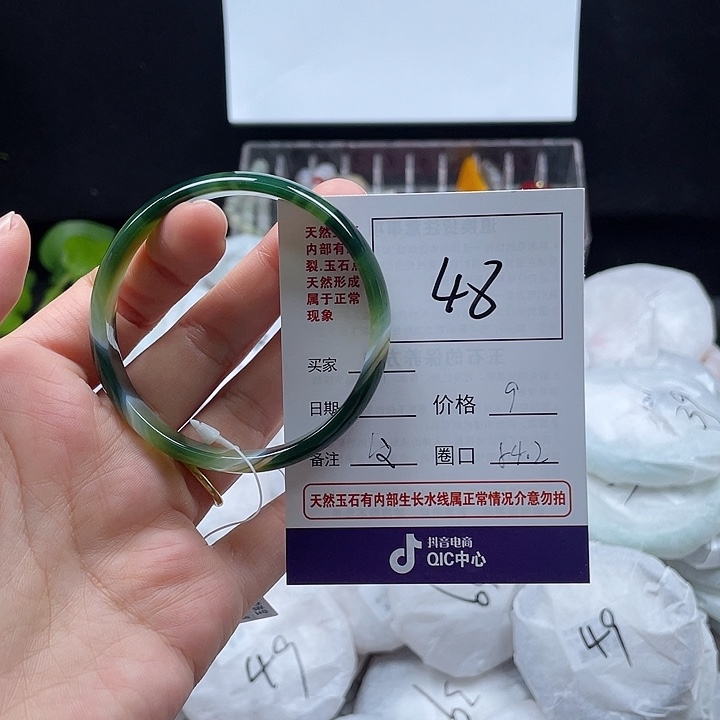 天然
内部有
裂.玉石
天然形成
属于正常
现象
48
买家
日期
价格 9
备注
圈口 54.2
天然玉石有内部生长水线属正常情况介意勿拍
抖音电商
QIC中心
39
49
49